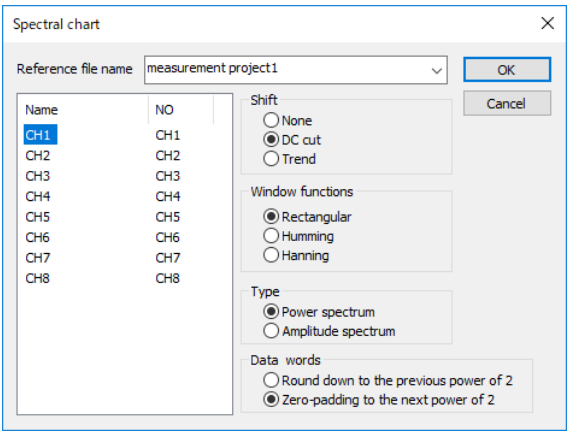 Spectral chart
Reference file name measurement project1 OK
Cancel
Name NO
CH1 CH1
CH2 CH2
CH3 CH3
CH4 CH4
CH5 CH5
CH6 CH6
CH7 CH7
CH8 CH8
Shift
None
DC cut
Trend
Window functions
Rectangular
Humming
Hanning
Type
Power spectrum
Amplitude spectrum
Data words
Round down to the previous power of 2
Zero-padding to the next power of 2